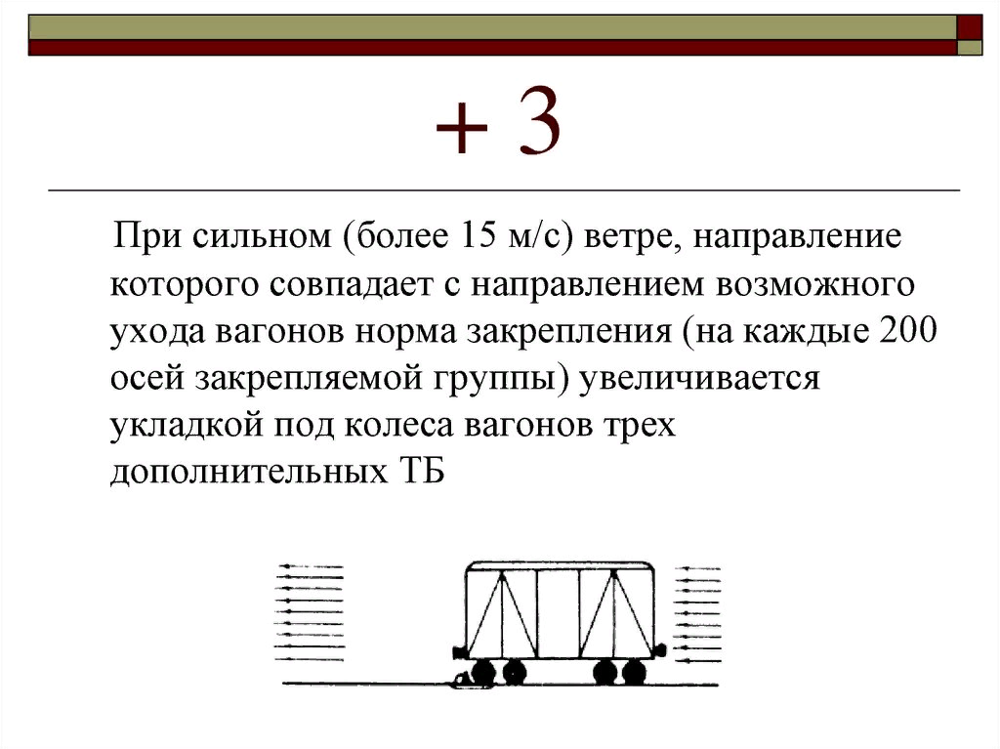 + 3
При сильном (более 15 м/с) ветре, направление
которого совпадает с направлением возможного
ухода вагонов норма закрепления (на каждые 200
осей закрепляемой группы) увеличивается
укладкой под колеса вагонов трех
дополнительных ТБ